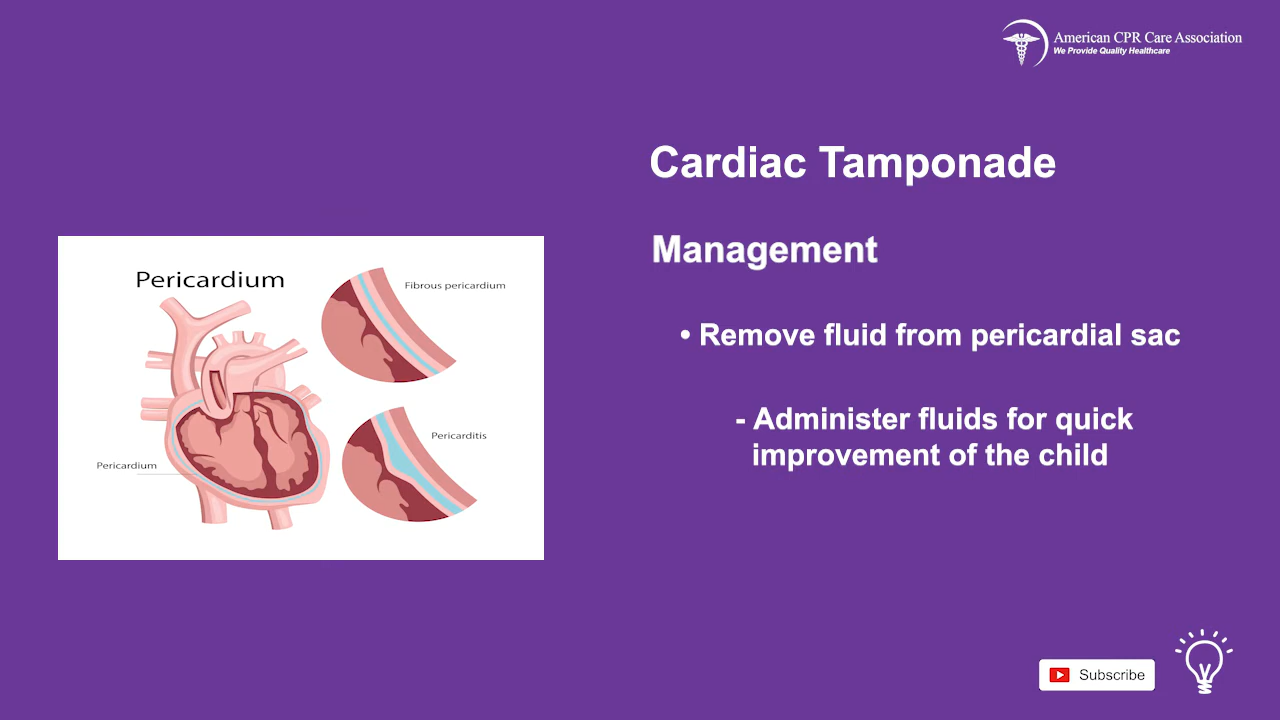 American CPR Care Association
We Provide Quality Healthcare
Cardiac Tamponade
Management
• Remove fluid from pericardial sac
- Administer fluids for quick
improvement of the child
Pericardium
Fibrous pericardium
Pericarditis
Pericardium
Subscribe